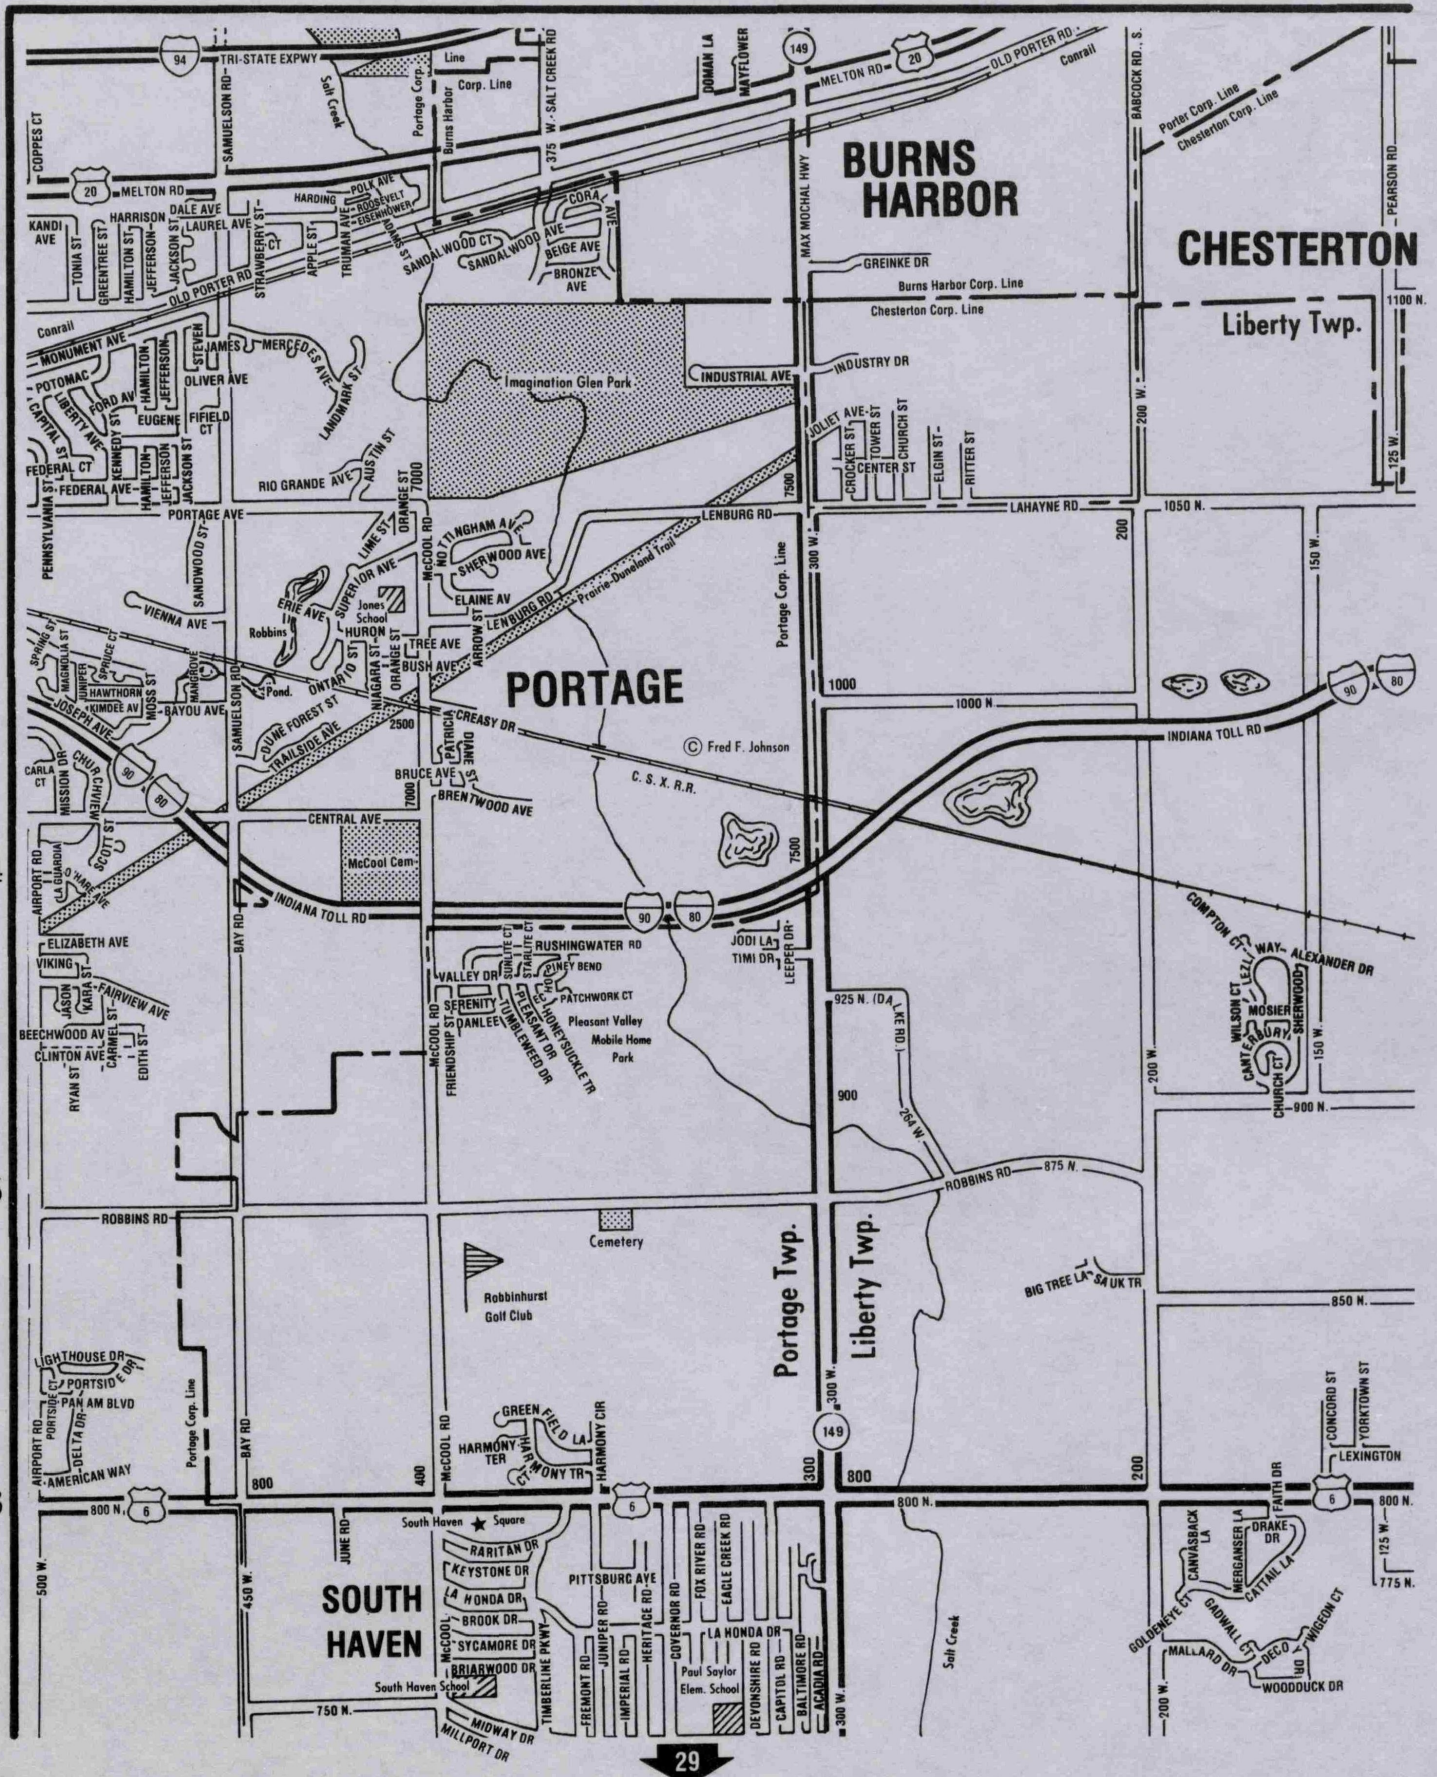 94
TRI-STATE EXPWY
Line
Corp. Line
Portage Corp.
Burns Harbor
Salt Creek
SAMUELSON RD
375 W. - SALT CREEK RD
DOMAN LA
MAYFLOWER
149
MELTON RD
20
OLD PORTER RD
Conrail
BABCOCK RD., S.
Porter Corp. Line
Chesterton Corp. Line
PEARSON RD
COPPES CT
20
MELTON RD
BURNS
HARBOR
CHESTERTON
MAX MOCHAL HWY
HARDING
POLK AVE
ROOSEVELT
EISENHOWER
ADAMS ST
DALE AVE
HARRISON
LAUREL AVE
KANDI
AVE
TONIA ST
GREENTREE ST
HAMILTON ST
JEFFERSON
JACKSON ST
STRAWBERRY ST
CT
APPLE ST
TRUMAN AVE
OLD PORTER RD
SANDALWOOD CT
SANDALWOOD AVE
CORAL
AVE
BEIGE AVE
BRONZE
AVE
GREINKE DR
Burns Harbor Corp. Line
Chesterton Corp. Line
1100 N.
Liberty Twp.
Conrail
MONUMENT AVE
STEVEN
JAMES
MERCEDES AVE
LANDMARK ST
POTOMAC
CAPITAL ST
LIBERTY AVE
FORD AV
HAMILTON
JEFFERSON
OLIVER AVE
EUGENE
FIFIELD
CT
KENNEDY ST
FEDERAL CT
FEDERAL AVE
HAMILTON
JEFFERSON
JACKSON ST
PENNSYLVANIA ST
Imagination Glen Park
INDUSTRIAL AVE
INDUSTRY DR
JOLIET AVE
CROCKER ST
TOWER ST
CHURCH ST
CENTER ST
ELGIN ST
RITTER ST
200 W.
125 W.
RIO GRANDE AVE
AUSTIN ST
ORANGE ST
7000
7500
PORTAGE AVE
LENBURG RD
LAHAYNE RD
1050 N.
SANDWOOD ST
LIME ST
SUPERIOR AVE
McCOOL RD
NOTTINGHAM AVE
SHERWOOD AVE
300 W.
Portage Corp. Line
200
150 W.
VIENNA AVE
ERIE AVE
Jones
School
Robbins
Pond.
HURON
ELAINE AV
ARROW ST
LENBURG RD
Prairie-Duneland Trail
TREE AVE
BUSH AVE
ONTARIO ST
NIAGARA ST
ORANGE ST
SPRING ST
MAGNOLIA ST
JUNIPER
SPRUCE CT
HAWTHORN
KIMDEE AV
MOSS ST
MANGROVE
BAYOU AVE
JOSEPH AVE
SAMUELSON RD
DUNE FOREST ST
TRAILSIDE AVE
2500
PORTAGE
1000
1000 N.
90
80
INDIANA TOLL RD
CREASY DR
PATRICIA
DIANE ST
BRUCE AVE
BRENTWOOD AVE
7000
© Fred F. Johnson
C. S. X. R.R.
CARLA
CT
MISSION DR
CHURCHVIEW
SCOTT ST
90
80
CENTRAL AVE
McCool Cem
7500
AIRPORT RD
LA GUARDIA
O'HARE AVE
BAY RD
INDIANA TOLL RD
90
80
COMPTON CT
ELIZABETH AVE
VIKING
JASON
KARA ST
FAIRVIEW AVE
BEECHWOOD AV
CLINTON AVE
CARMEL ST
EDITH ST
RYAN ST
SUNLITE CT
STARLITE CT
RUSHINGWATER RD
VALLEY DR
PINEY BEND
PATCHWORK CT
SERENITY
DANLEE
TUMBLEWEED DR
PLEASANT DR
ECHO
HONEYSUCKLE TR
Pleasant Valley
Mobile Home
Park
McCOOL RD
FRIENDSHIP ST
JODI LA
TIMI DR
LEEPER DR
925 N. (DALKE RD.)
264 W.
900
LEZLI
WAY
ALEXANDER DR
WILSON CT
MOSIER
SHERWOOD
CANTERBURY
CHURCH CT
150 W.
200 W.
900 N.
ROBBINS RD
875 N.
ROBBINS RD
Cemetery
Robbinhurst
Golf Club
Portage Twp.
Liberty Twp.
BIG TREE LA
SAUK TR
850 N.
LIGHTHOUSE DR
PORTSIDE DR
PORTSIDE CT
PAN AM BLVD
DELTA DR
AIRPORT RD
AMERICAN WAY
Portage Corp. Line
BAY RD
McCOOL RD
GREENFIELD LA
HARMONY
TER
HARMONY TR
CT
HARMONY CIR
300 W.
149
CONCORD ST
YORKTOWN ST
LEXINGTON
800
400
300
800
200
800 N.
6
6
800 N.
6
800 N.
FAITH DR
500 W.
450 W.
JUNE RD
South Haven
Square
RARITAN DR
KEYSTONE DR
LA HONDA DR
BROOK DR
SYCAMORE DR
BRIARWOOD DR
McCOOL
SOUTH
HAVEN
South Haven School
750 N.
MIDWAY DR
MILLPORT DR
TIMBERLINE PKWY
PITTSBURG AVE
FREMONT RD
JUNIPER RD
IMPERIAL RD
HERITAGE RD
GOVERNOR RD
FOX RIVER RD
EAGLE CREEK RD
LA HONDA DR
Paul Saylor
Elem. School
DEVONSHIRE RD
CAPITOL RD
BALTIMORE RD
ACADIA RD
300 W.
Salt Creek
CANVASBACK
LA
MERGANSER LA
DRAKE
DR
CATTAIL LA
125 W.
775 N.
GOLDENEYE CT
GADWALL CT
MALLARD DR
DECOY
DR
WIGEON CT
WOODDUCK DR
200 W.
29